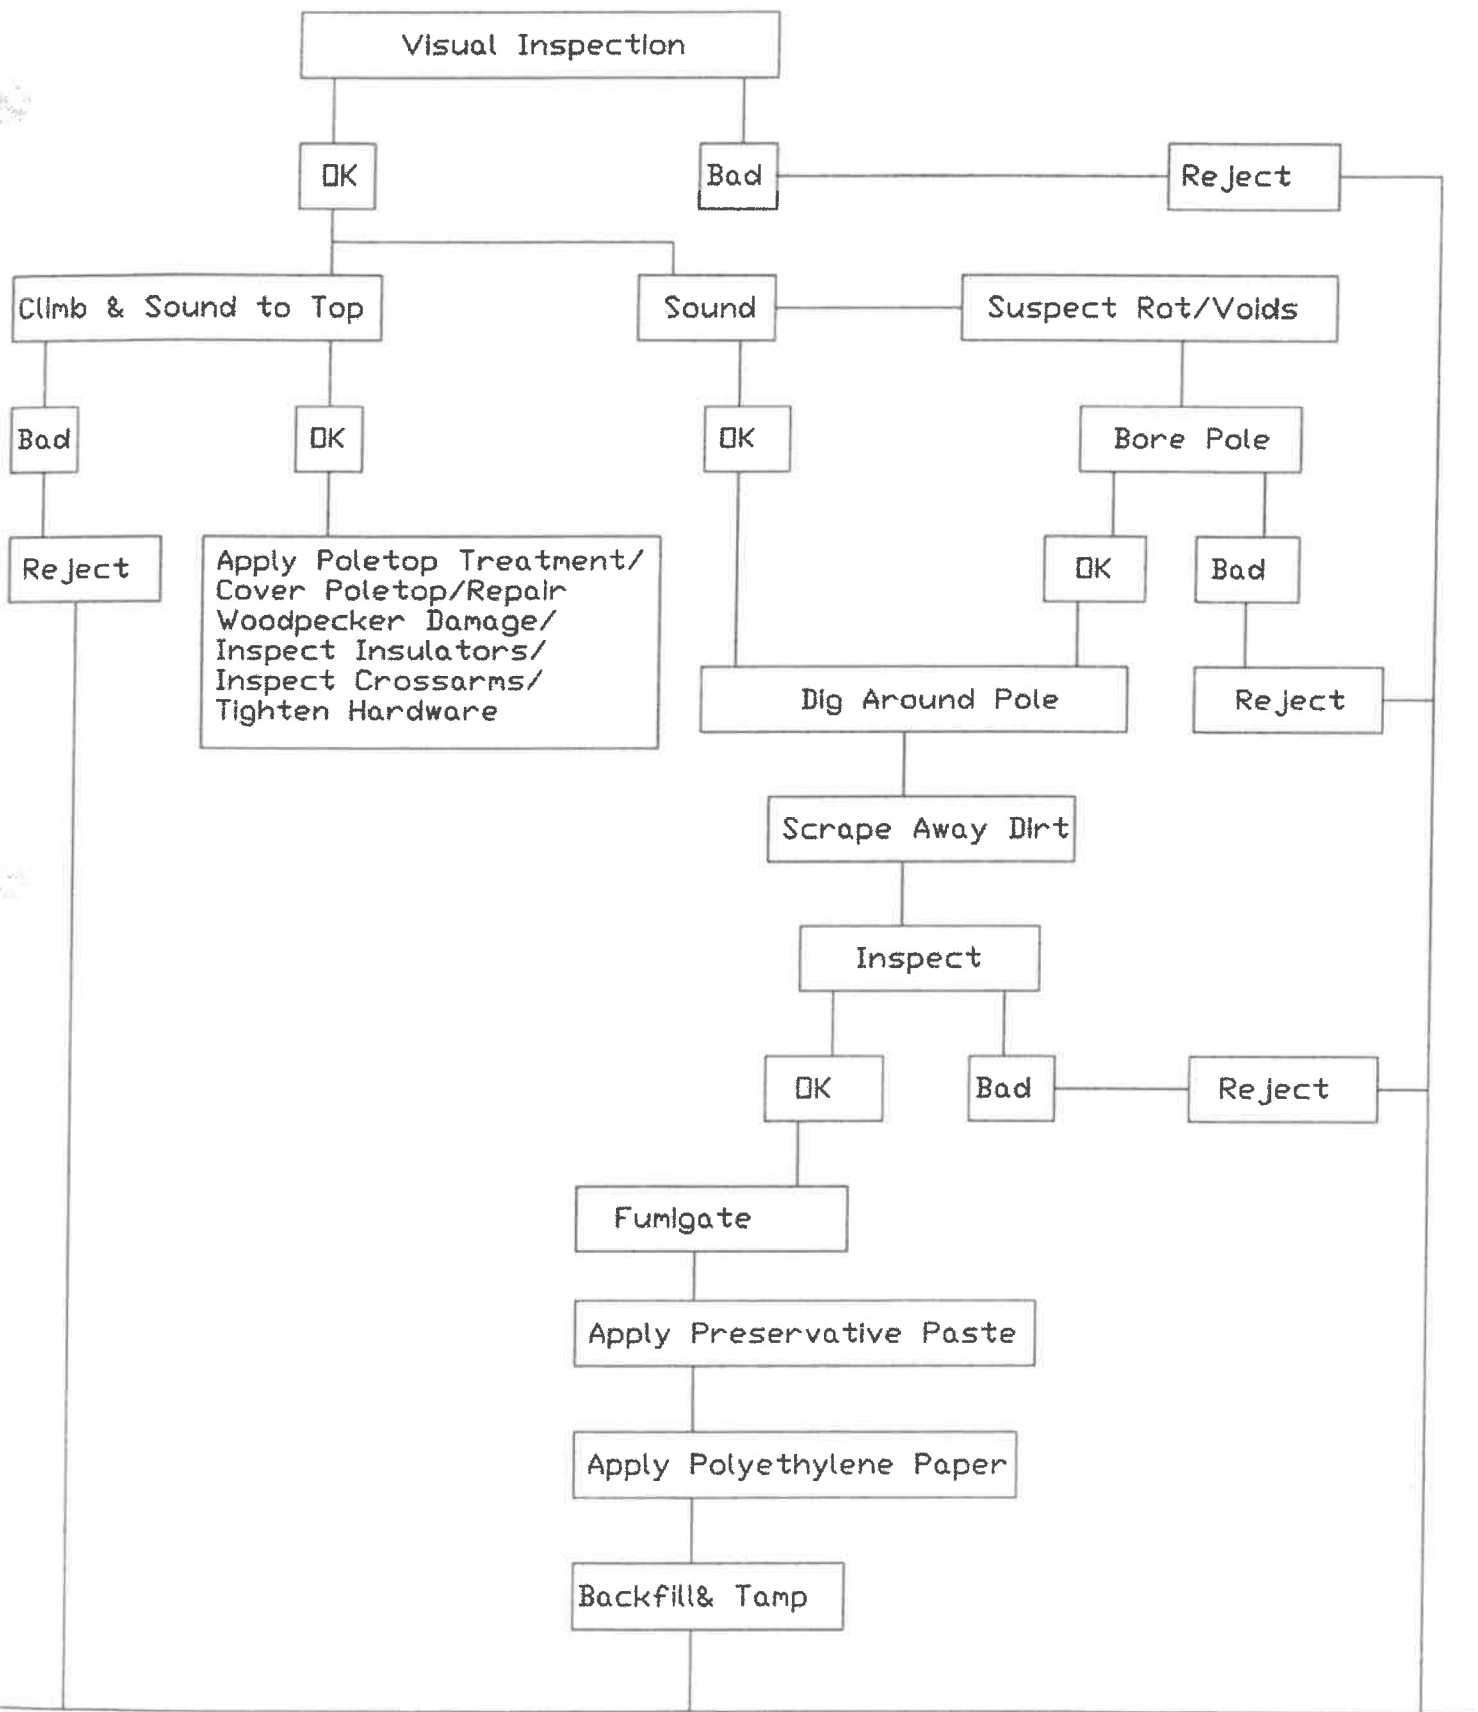 Visual Inspection
OK
Bad
Reject
Climb & Sound to Top
Sound
Suspect Rot/Voids
Bad
OK
OK
Bore Pole
Reject
Apply Poletop Treatment/
Cover Poletop/Repair
Woodpecker Damage/
Inspect Insulators/
Inspect Crossarms/
Tighten Hardware
OK
Bad
Dig Around Pole
Reject
Scrape Away Dirt
Inspect
OK
Bad
Reject
Fumigate
Apply Preservative Paste
Apply Polyethylene Paper
Backfill& Tamp